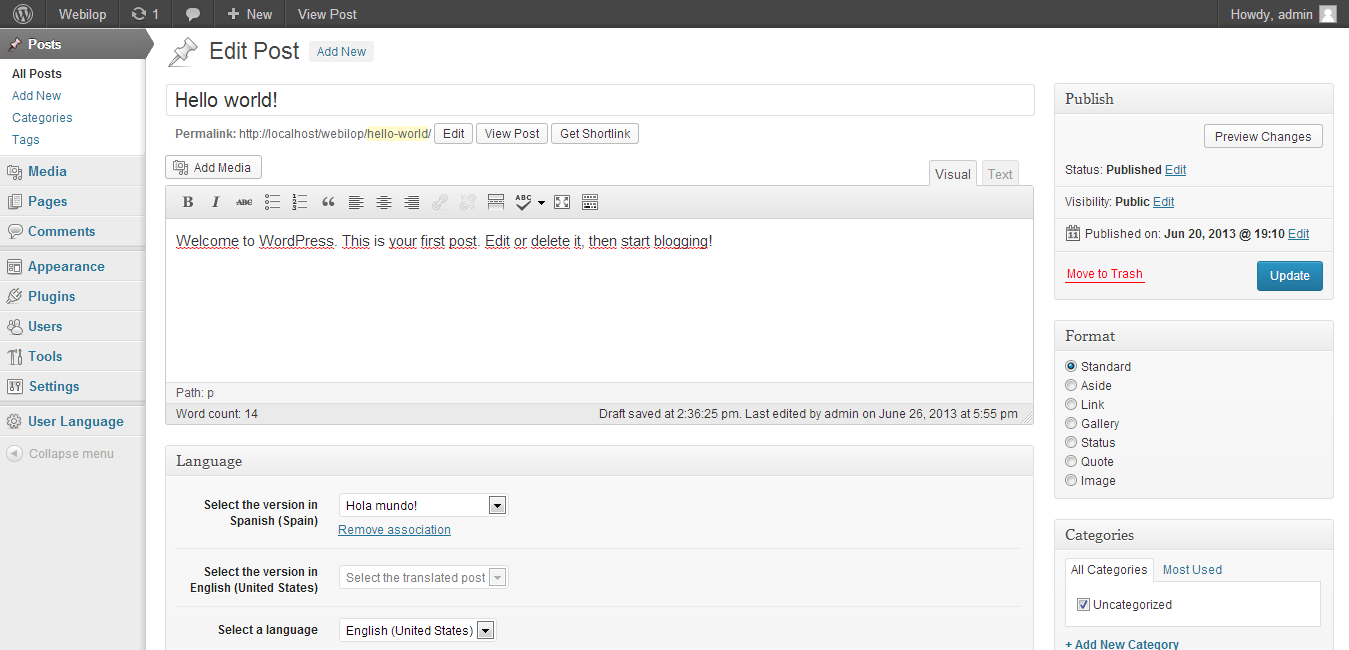 Webilop 1 + New View Post Howdy, admin
Posts
All Posts
Add New
Categories
Tags
Media
Pages
Comments
Appearance
Plugins
Users
Tools
Settings
User Language
Collapse menu
Edit Post Add New
Hello world!
Permalink: http://localhost/webilop/hello-world/ Edit View Post Get Shortlink
Add Media
Visual Text
B I ABC ABC
Welcome to WordPress. This is your first post. Edit or delete it, then start blogging!
Path: p
Word count: 14 Draft saved at 2:36:25 pm. Last edited by admin on June 26, 2013 at 5:55 pm
Language
Select the version in
Spanish (Spain)
Hola mundo!
Remove association
Select the version in
English (United States)
Select the translated post
Select a language English (United States)
Publish
Preview Changes
Status: Published Edit
Visibility: Public Edit
11 Published on: Jun 20, 2013 @ 19:10 Edit
Move to Trash Update
Format
Standard
Aside
Link
Gallery
Status
Quote
Image
Categories
All Categories Most Used
Uncategorized
+ Add New Category